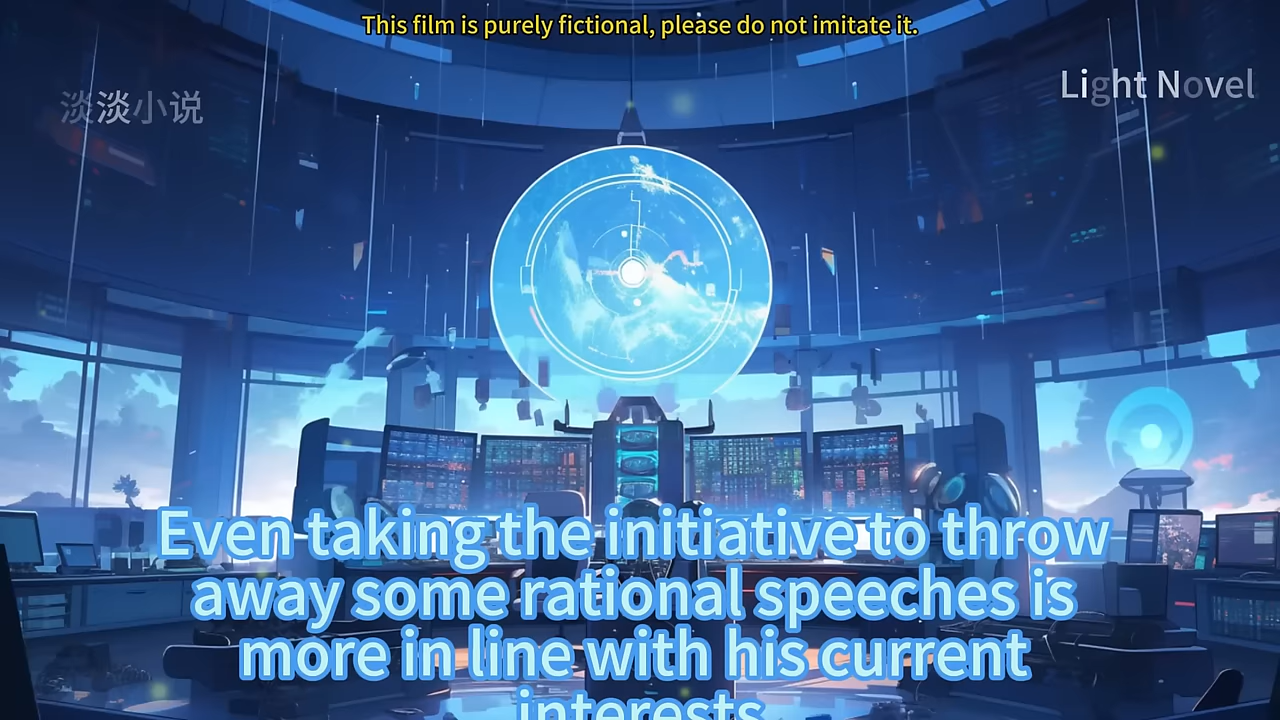 This film is purely fictional, please do not imitate it.
淡淡小说
Light Novel
Even taking the initiative to throw
away some rational speeches is
more in line with his current
interests